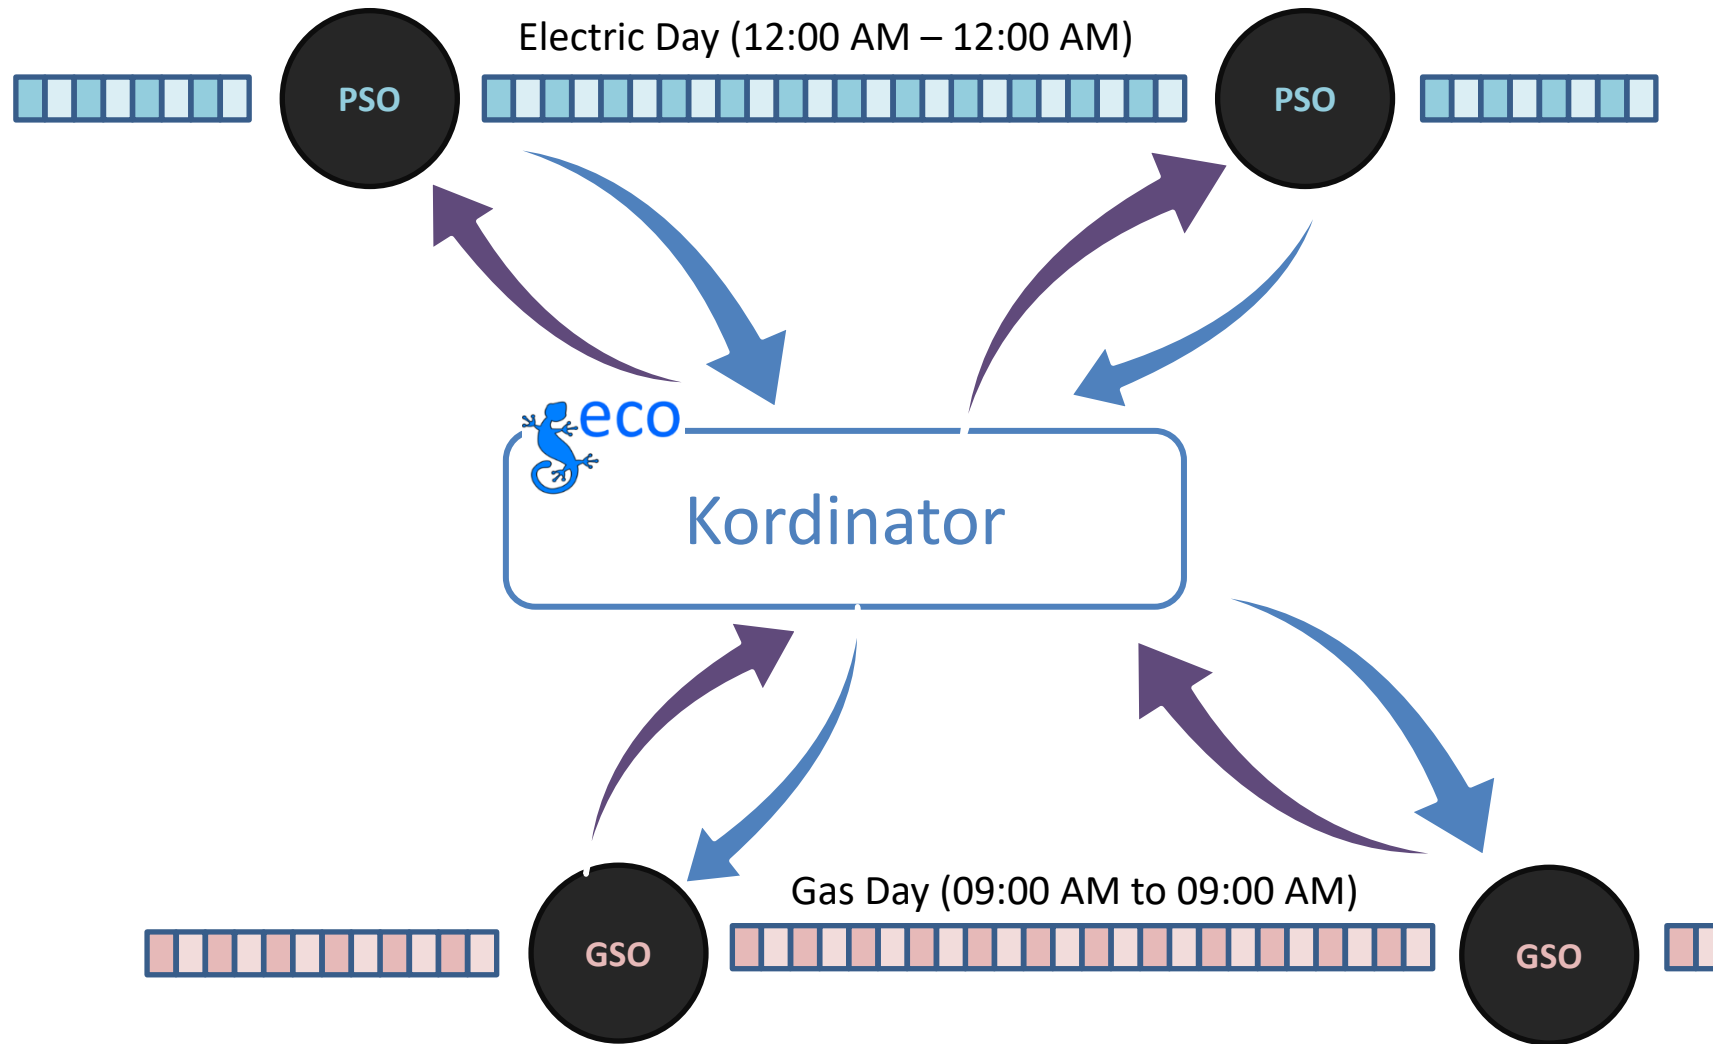 Electric Day (12:00 AM – 12:00 AM)
PSO
PSO
eco
Kordinator
Gas Day (09:00 AM to 09:00 AM)
GSO
GSO